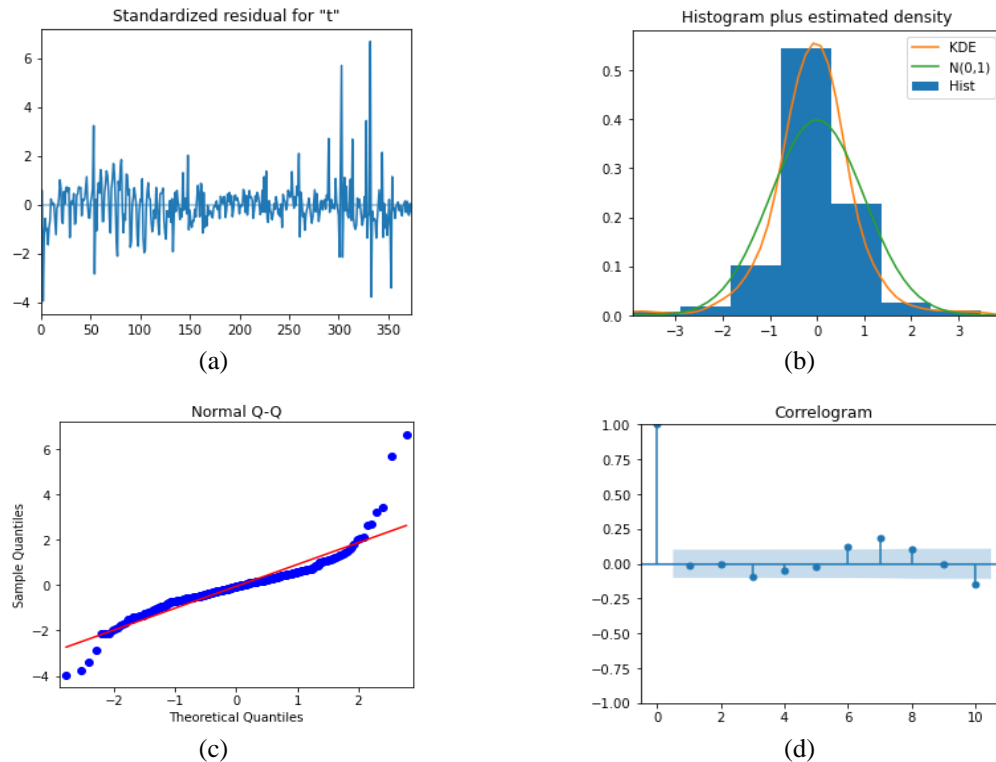 Standardized residual for "t"
6
4
2
0
−2
−4
0 50 100 150 200 250 300 350
(a)
Histogram plus estimated density
KDE
N(0,1)
Hist
0.5
0.4
0.3
0.2
0.1
0.0
−3 −2 −1 0 1 2 3
(b)
Normal Q-Q
6
4
2
0
−2
−4
Sample Quantiles
−2 −1 0 1 2
Theoretical Quantiles
(c)
Correlogram
1.00
0.75
0.50
0.25
0.00
−0.25
−0.50
−0.75
−1.00
0 2 4 6 8 10
(d)